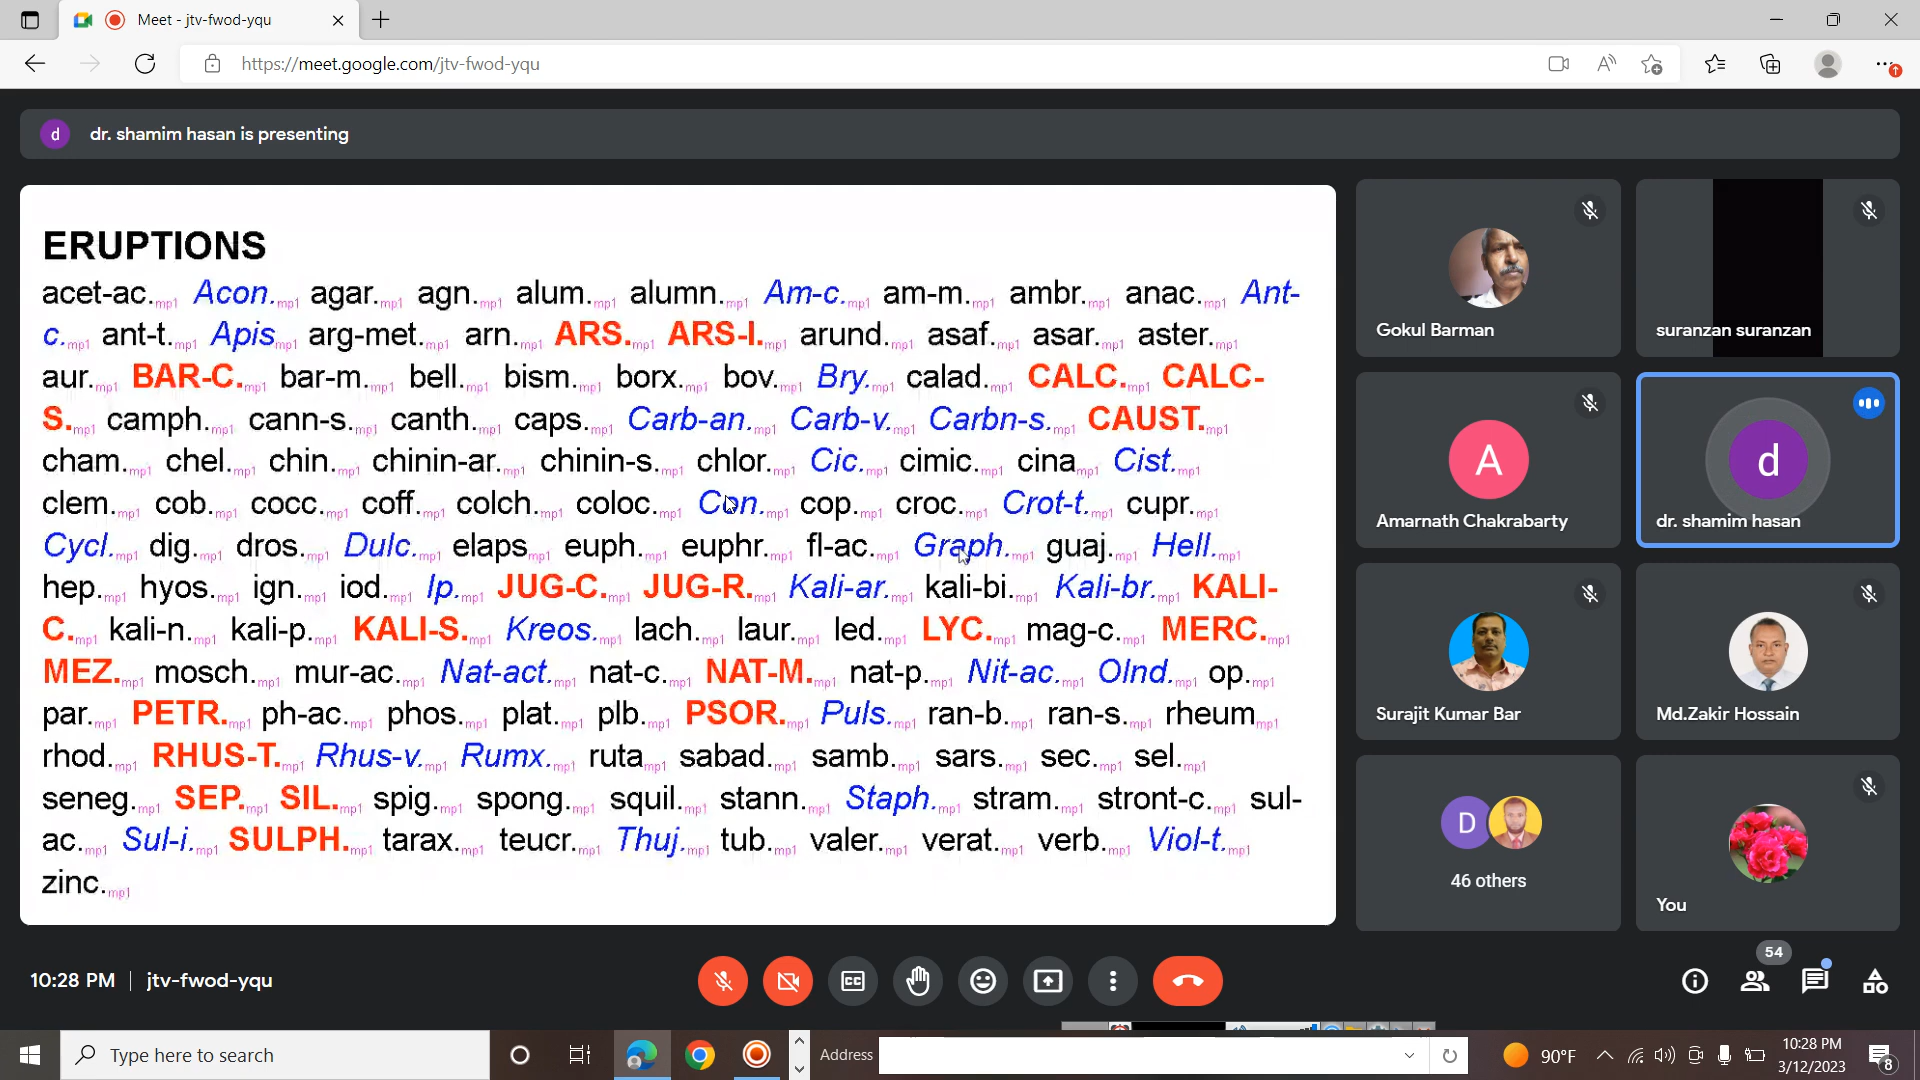 Meet - jtv-fwod-yqu
https://meet.google.com/jtv-fwod-yqu
d dr. shamim hasan is presenting
ERUPTIONS
acet-ac.mp1 Acon.mp1 agar.mp1 agn.mp1 alum.mp1 alumn.mp1 Am-c.mp1 am-m.mp1 ambr.mp1 anac.mp1 Ant-
c.mp1 ant-t.mp1 Apis mp1 arg-met.mp1 arn.mp1 ARS.mp1 ARS-I.mp1 arund.mp1 asaf.mp1 asar.mp1 aster.mp1
aur.mp1 BAR-C.mp1 bar-m.mp1 bell.mp1 bism.mp1 borx.mp1 bov.mp1 Bry.mp1 calad.mp1 CALC.mp1 CALC-
S.mp1 camph.mp1 cann-s.mp1 canth.mp1 caps.mp1 Carb-an.mp1 Carb-v.mp1 Carbn-s.mp1 CAUST.mp1
cham.mp1 chel.mp1 chin.mp1 chinin-ar.mp1 chinin-s.mp1 chlor.mp1 Cic.mp1 cimic.mp1 cina mp1 Cist.mp1
clem.mp1 cob.mp1 cocc.mp1 coff.mp1 colch.mp1 coloc.mp1 Con.mp1 cop.mp1 croc.mp1 Crot-t.mp1 cupr.mp1
Cycl.mp1 dig.mp1 dros.mp1 Dulc.mp1 elaps mp1 euph.mp1 euphr.mp1 fl-ac.mp1 Graph.mp1 guaj.mp1 Hell.mp1
hep.mp1 hyos.mp1 ign.mp1 iod.mp1 Ip.mp1 JUG-C.mp1 JUG-R.mp1 Kali-ar.mp1 kali-bi.mp1 Kali-br.mp1 KALI-
C.mp1 kali-n.mp1 kali-p.mp1 KALI-S.mp1 Kreos.mp1 lach.mp1 laur.mp1 led.mp1 LYC.mp1 mag-c.mp1 MERC.mp1
MEZ.mp1 mosch.mp1 mur-ac.mp1 Nat-act.mp1 nat-c.mp1 NAT-M.mp1 nat-p.mp1 Nit-ac.mp1 Olnd.mp1 op.mp1
par.mp1 PETR.mp1 ph-ac.mp1 phos.mp1 plat.mp1 plb.mp1 PSOR.mp1 Puls.mp1 ran-b.mp1 ran-s.mp1 rheum mp1
rhod.mp1 RHUS-T.mp1 Rhus-v.mp1 Rumx.mp1 ruta mp1 sabad.mp1 samb.mp1 sars.mp1 sec.mp1 sel.mp1
seneg.mp1 SEP.mp1 SIL.mp1 spig.mp1 spong.mp1 squil.mp1 stann.mp1 Staph.mp1 stram.mp1 stront-c.mp1 sul-
ac.mp1 Sul-i.mp1 SULPH.mp1 tarax.mp1 teucr.mp1 Thuj.mp1 tub.mp1 valer.mp1 verat.mp1 verb.mp1 Viol-t.mp1
zinc.mp1
Gokul Barman
suranzan suranzan
A
Amarnath Chakrabarty
d
dr. shamim hasan
Surajit Kumar Bar
Md.Zakir Hossain
D
46 others
You
10:28 PM | jtv-fwod-yqu
54
Type here to search
Address
90°F
10:28 PM
3/12/2023
8